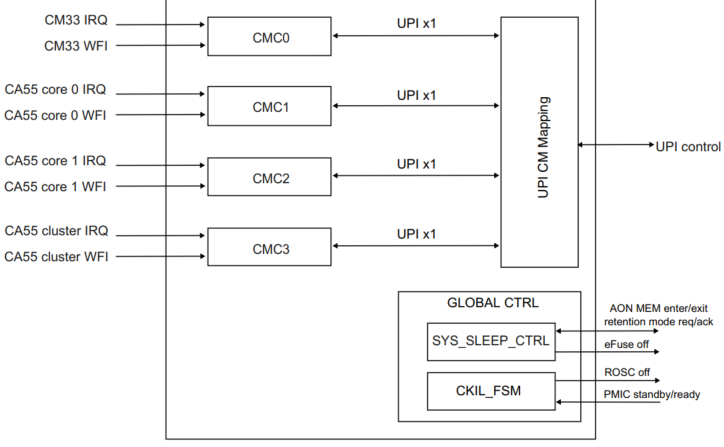 CM33 IRQ
CM33 WFI
CMC0
UPI x1
CA55 core 0 IRQ
CA55 core 0 WFI
CMC1
UPI x1
CA55 core 1 IRQ
CA55 core 1 WFI
CMC2
UPI x1
CA55 cluster IRQ
CA55 cluster WFI
CMC3
UPI x1
UPI CM Mapping
UPI control
GLOBAL CTRL
SYS_SLEEP_CTRL
CKIL_FSM
AON MEM enter/exit
retention mode req/ack
eFuse off
ROSC off
PMIC standby/ready